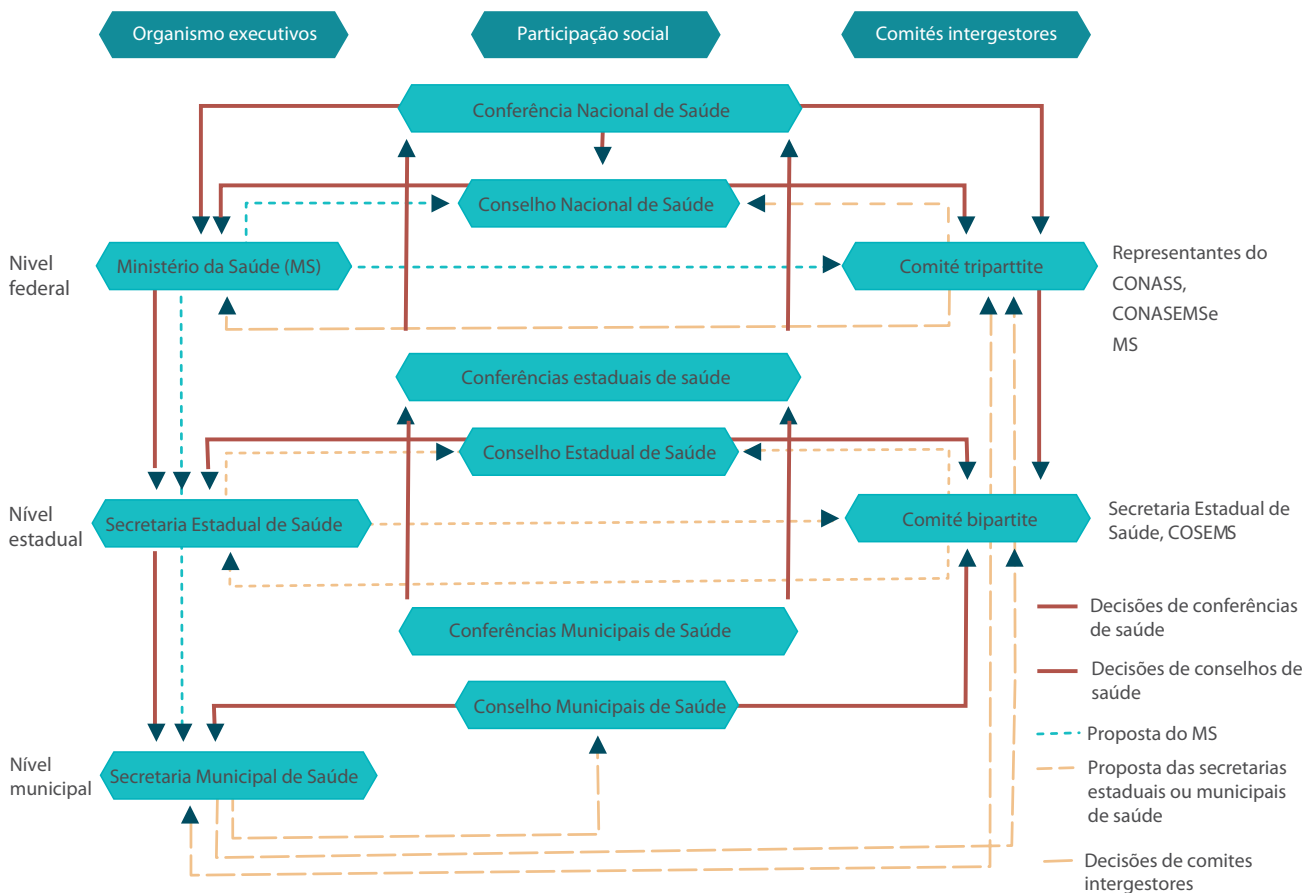 Organismo executivos
Participação social
Comités intergestores
Conferência Nacional de Saúde
Conselho Nacional de Saúde
Nivel
federal
Ministério da Saúde (MS)
Comité triparttite
Representantes do
CONASS,
CONASEMSe
MS
Conferências estaduais de saúde
Conselho Estadual de Saúde
Nível
estadual
Secretaria Estadual de Saúde
Comité bipartite
Secretaria Estadual de
Saúde, COSEMS
Conferências Municipais de Saúde
Conselho Municipais de Saúde
Nível
municipal
Secretaria Municipal de Saúde
Decisões de conferências
de saúde
Decisões de conselhos de
saúde
Proposta do MS
Proposta das secretarias
estaduais ou municipais
de saúde
Decisões de comites
intergestores